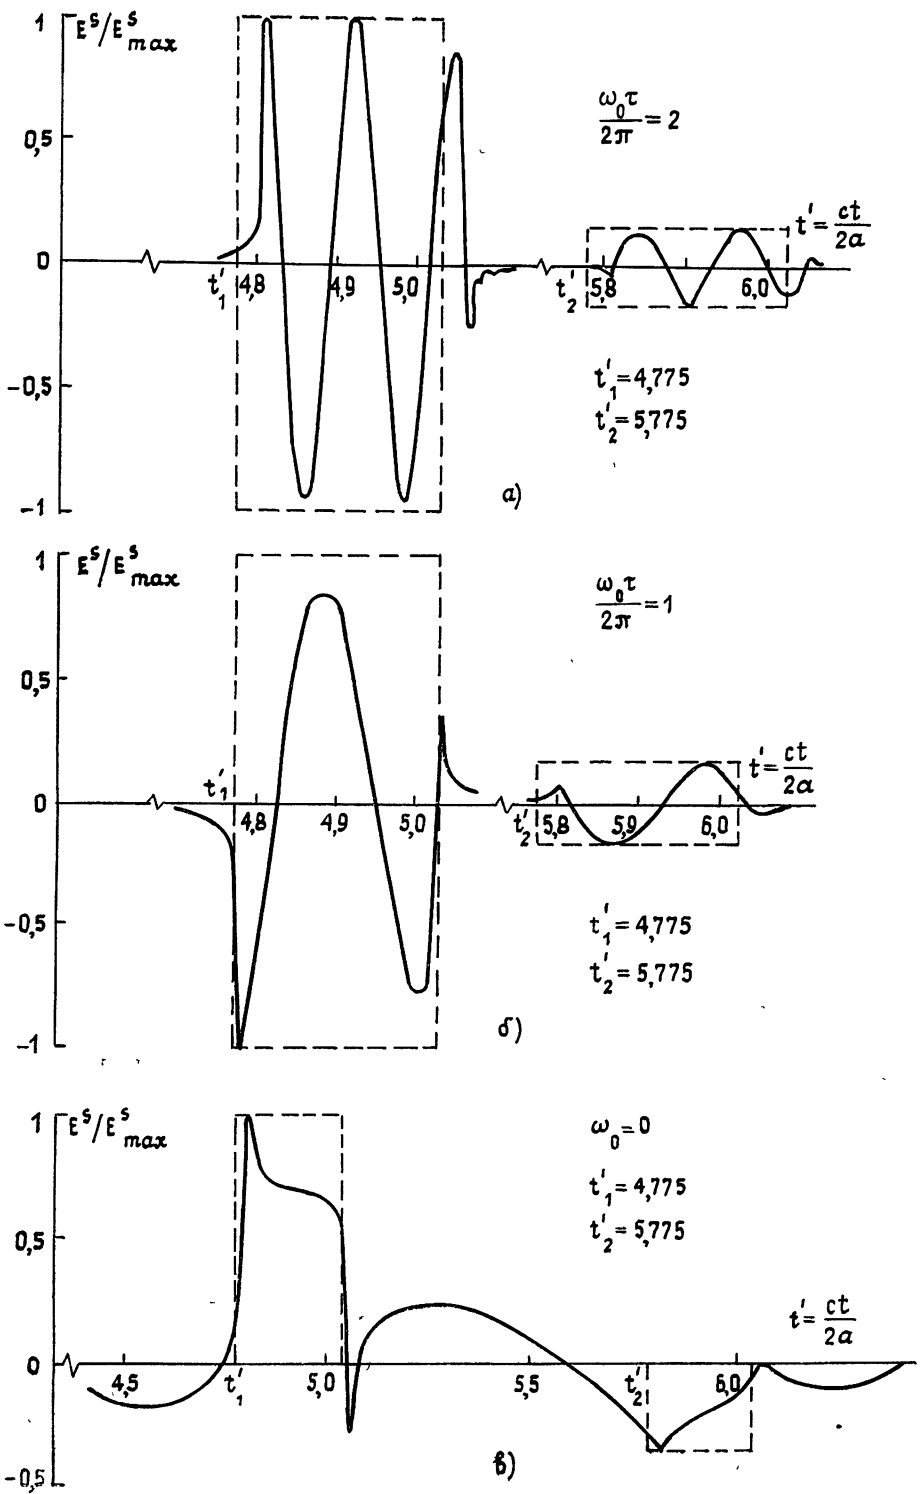 1 E^s/E^s_max
0,5
ω₀τ/2π = 2
t' = ct/2a
0
t'₁ 4,8 4,9 5,0 t'₂ 5,8 6,0
-0,5
t'₁=4,775
t'₂=5,775
-1
а)
1 E^s/E^s_max
ω₀τ/2π = 1
0,5
t' = ct/2a
t'₁
0
4,8 4,9 5,0 t'₂ 5,8 5,9 6,0
-0,5
t'₁=4,775
t'₂=5,775
б)
-1
1 E^s/E^s_max
ω₀=0
t'₁=4,775
t'₂=5,775
0,5
t' = ct/2a
0
4,5 t'₁ 5,0 5,5 t'₂ 6,0
в)
-0,5